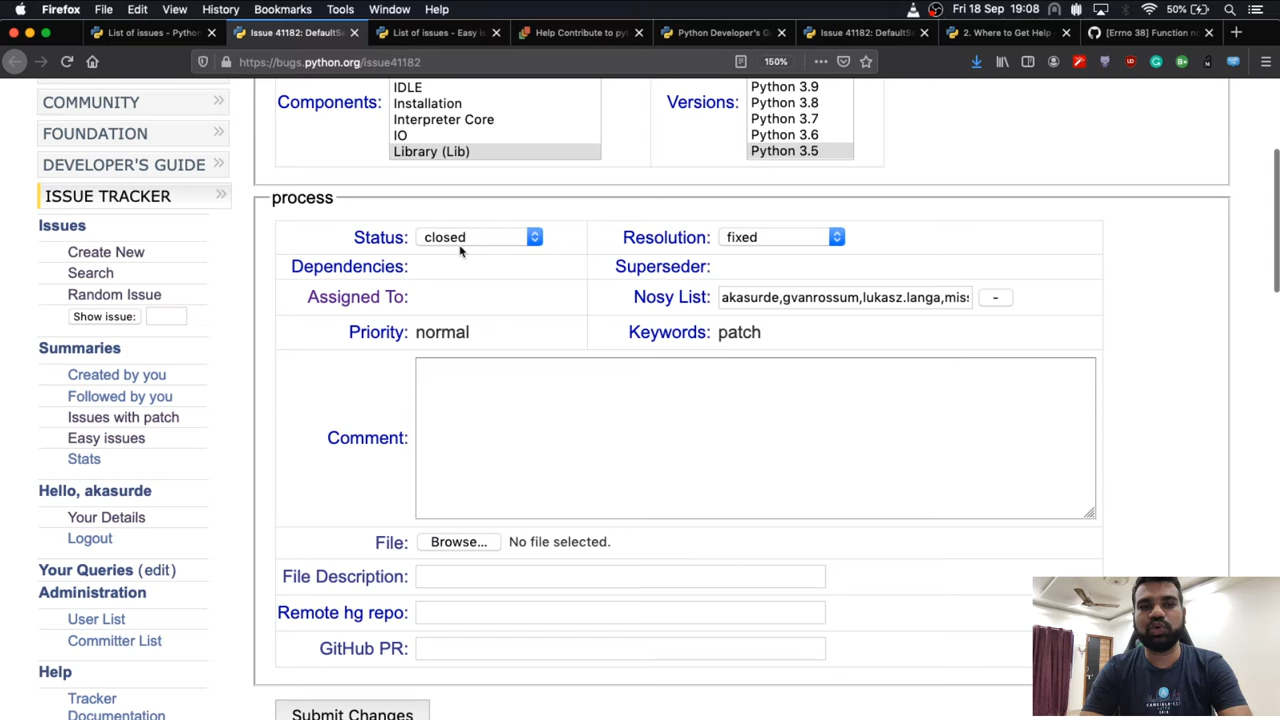 Firefox File Edit View History Bookmarks Tools Window Help Fri 18 Sep 19:08 50%
List of issues - Python × Issue 41182: DefaultSe × List of issues - Easy is × Help Contribute to py × Python Developer's G × Issue 41182: DefaultSe × 2. Where to Get Help × [Errno 38] Function no ×
https://bugs.python.org/issue41182 150%
COMMUNITY
FOUNDATION
DEVELOPER'S GUIDE
ISSUE TRACKER
Issues
Create New
Search
Random Issue
Show issue:
Summaries
Created by you
Followed by you
Issues with patch
Easy issues
Stats
Hello, akasurde
Your Details
Logout
Your Queries (edit)
Administration
User List
Committer List
Help
Tracker
Documentation
Components:
IDLE
Installation
Interpreter Core
IO
Library (Lib)
Versions:
Python 3.9
Python 3.8
Python 3.7
Python 3.6
Python 3.5
process
Status: closed Resolution: fixed
Dependencies: Superseder:
Assigned To: Nosy List: akasurde,gvanrossum,lukasz.langa,mis -
Priority: normal Keywords: patch
Comment:
File: Browse... No file selected.
File Description:
Remote hg repo:
GitHub PR:
Submit Changes